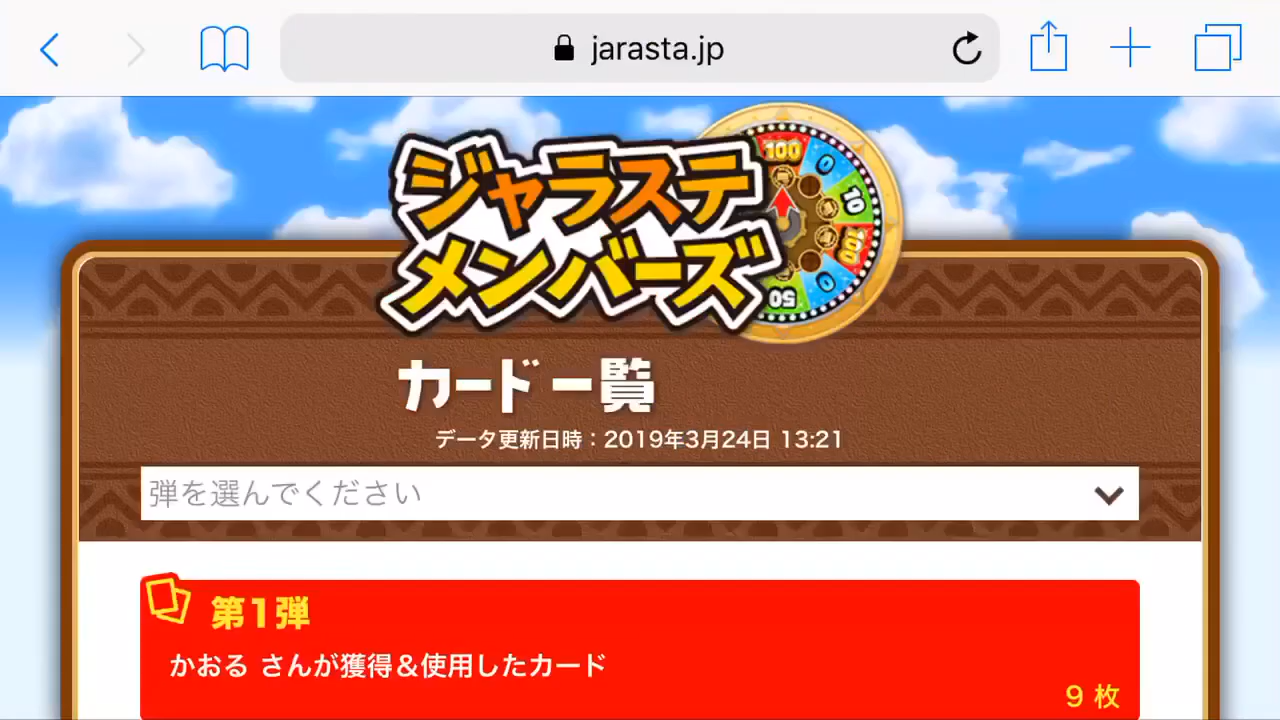 jarasta.jp
ジャラステ
メンバーズ
100
0
10
100
0
50
カード一覧
データ更新日時：2019年3月24日 13:21
弾を選んでください
第1弾
かおる さんが獲得＆使用したカード
9 枚